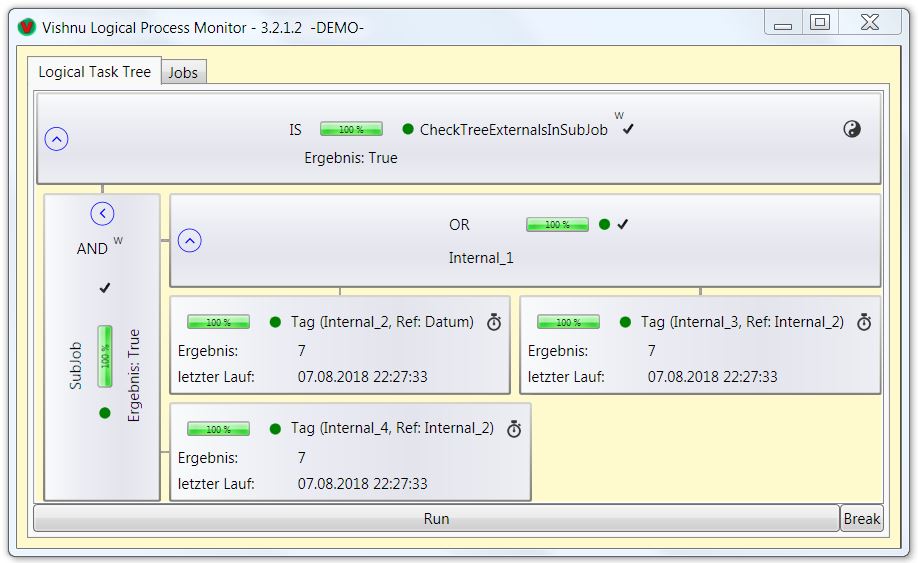 Vishnu Logical Process Monitor - 3.2.1.2 -DEMO-
Logical Task Tree
Jobs
IS 100 % CheckTreeExternalsInSubJob W
Ergebnis: True
AND W
SubJob
100 %
Ergebnis: True
OR 100 %
Internal_1
100 % Tag (Internal_2, Ref: Datum)
Ergebnis: 7
letzter Lauf: 07.08.2018 22:27:33
100 % Tag (Internal_3, Ref: Internal_2)
Ergebnis: 7
letzter Lauf: 07.08.2018 22:27:33
100 % Tag (Internal_4, Ref: Internal_2)
Ergebnis: 7
letzter Lauf: 07.08.2018 22:27:33
Run
Break